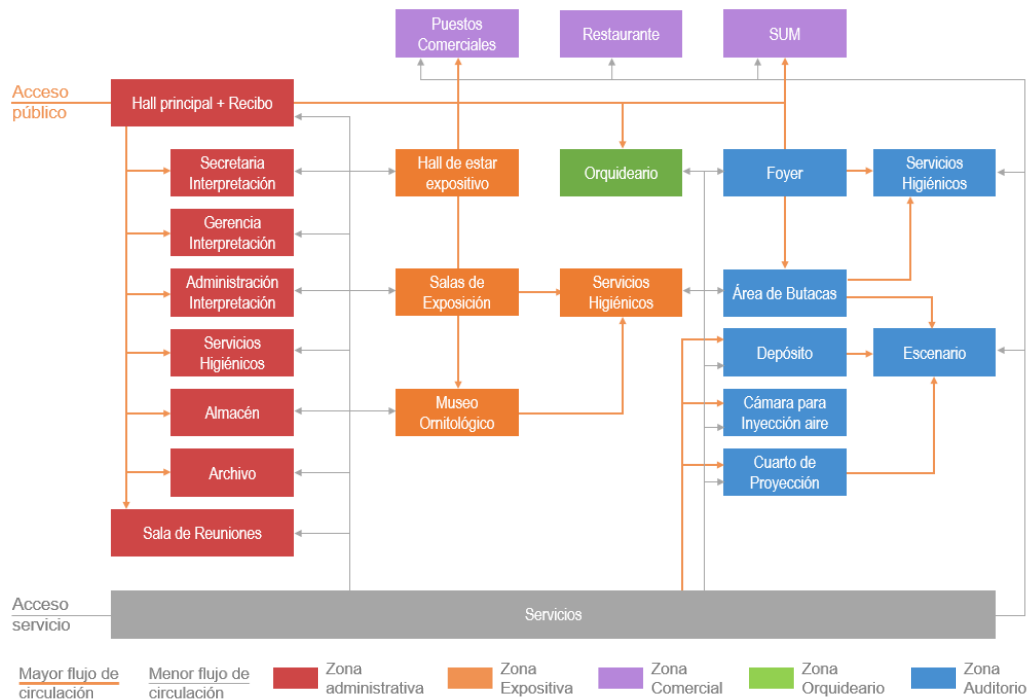 Puestos
Comerciales
Restaurante
SUM
Acceso
público
Hall principal + Recibo
Secretaria
Interpretación
Hall de estar
expositivo
Orquideario
Foyer
Servicios
Higiénicos
Gerencia
Interpretación
Administración
Interpretación
Salas de
Exposición
Servicios
Higiénicos
Área de Butacas
Servicios
Higiénicos
Depósito
Escenario
Almacén
Museo
Ornitológico
Cámara para
Inyección aire
Archivo
Cuarto de
Proyección
Sala de Reuniones
Acceso
servicio
Servicios
Mayor flujo de
circulación
Menor flujo de
circulación
Zona
administrativa
Zona
Expositiva
Zona
Comercial
Zona
Orquideario
Zona
Auditorio